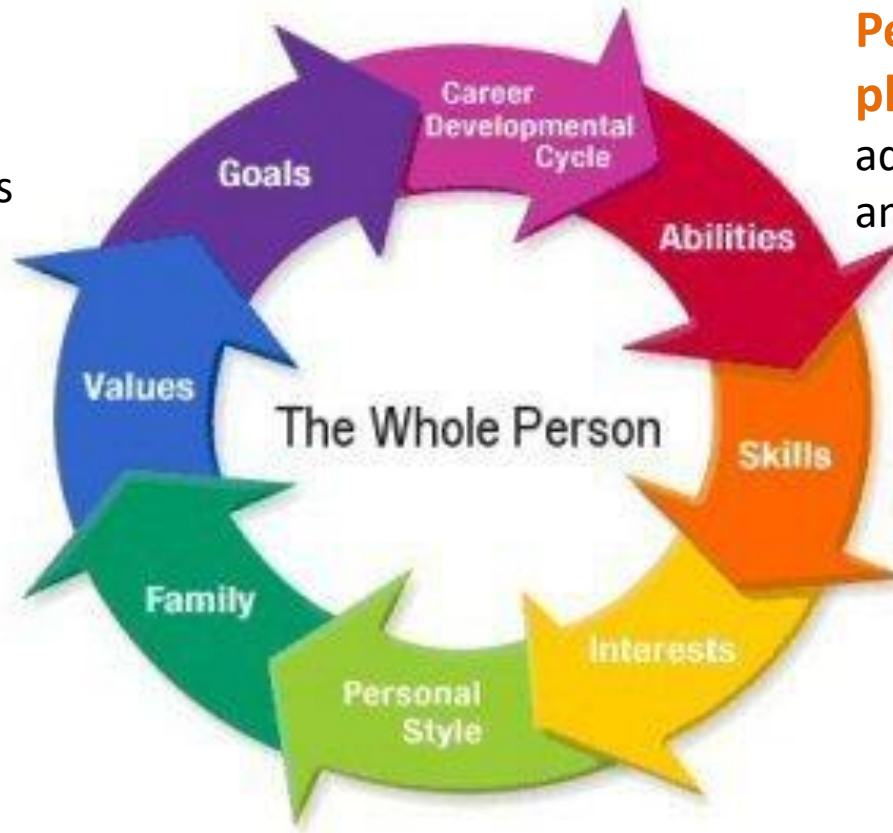 Career
Developmental
Cycle
Goals
s
Abilities
Values
The Whole Person
Skills
Family
Interests
Personal
Style